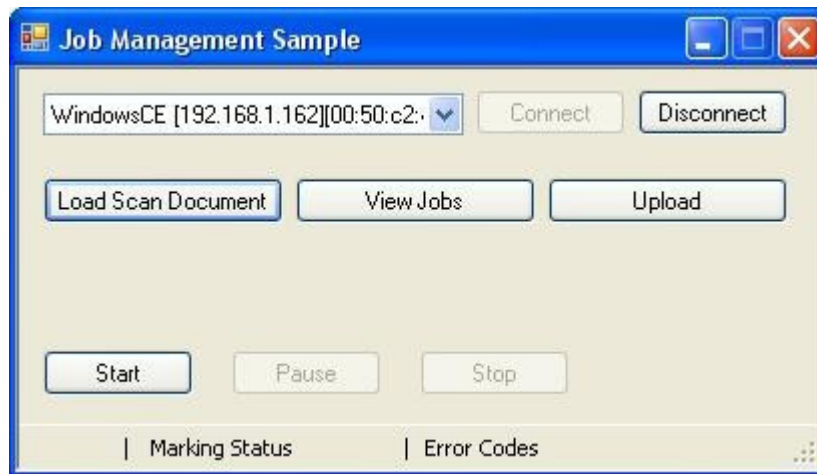 Job Management Sample
WindowsCE [192.168.1.162][00:50:c2: Connect Disconnect
Load Scan Document View Jobs Upload
Start Pause Stop
| Marking Status | Error Codes